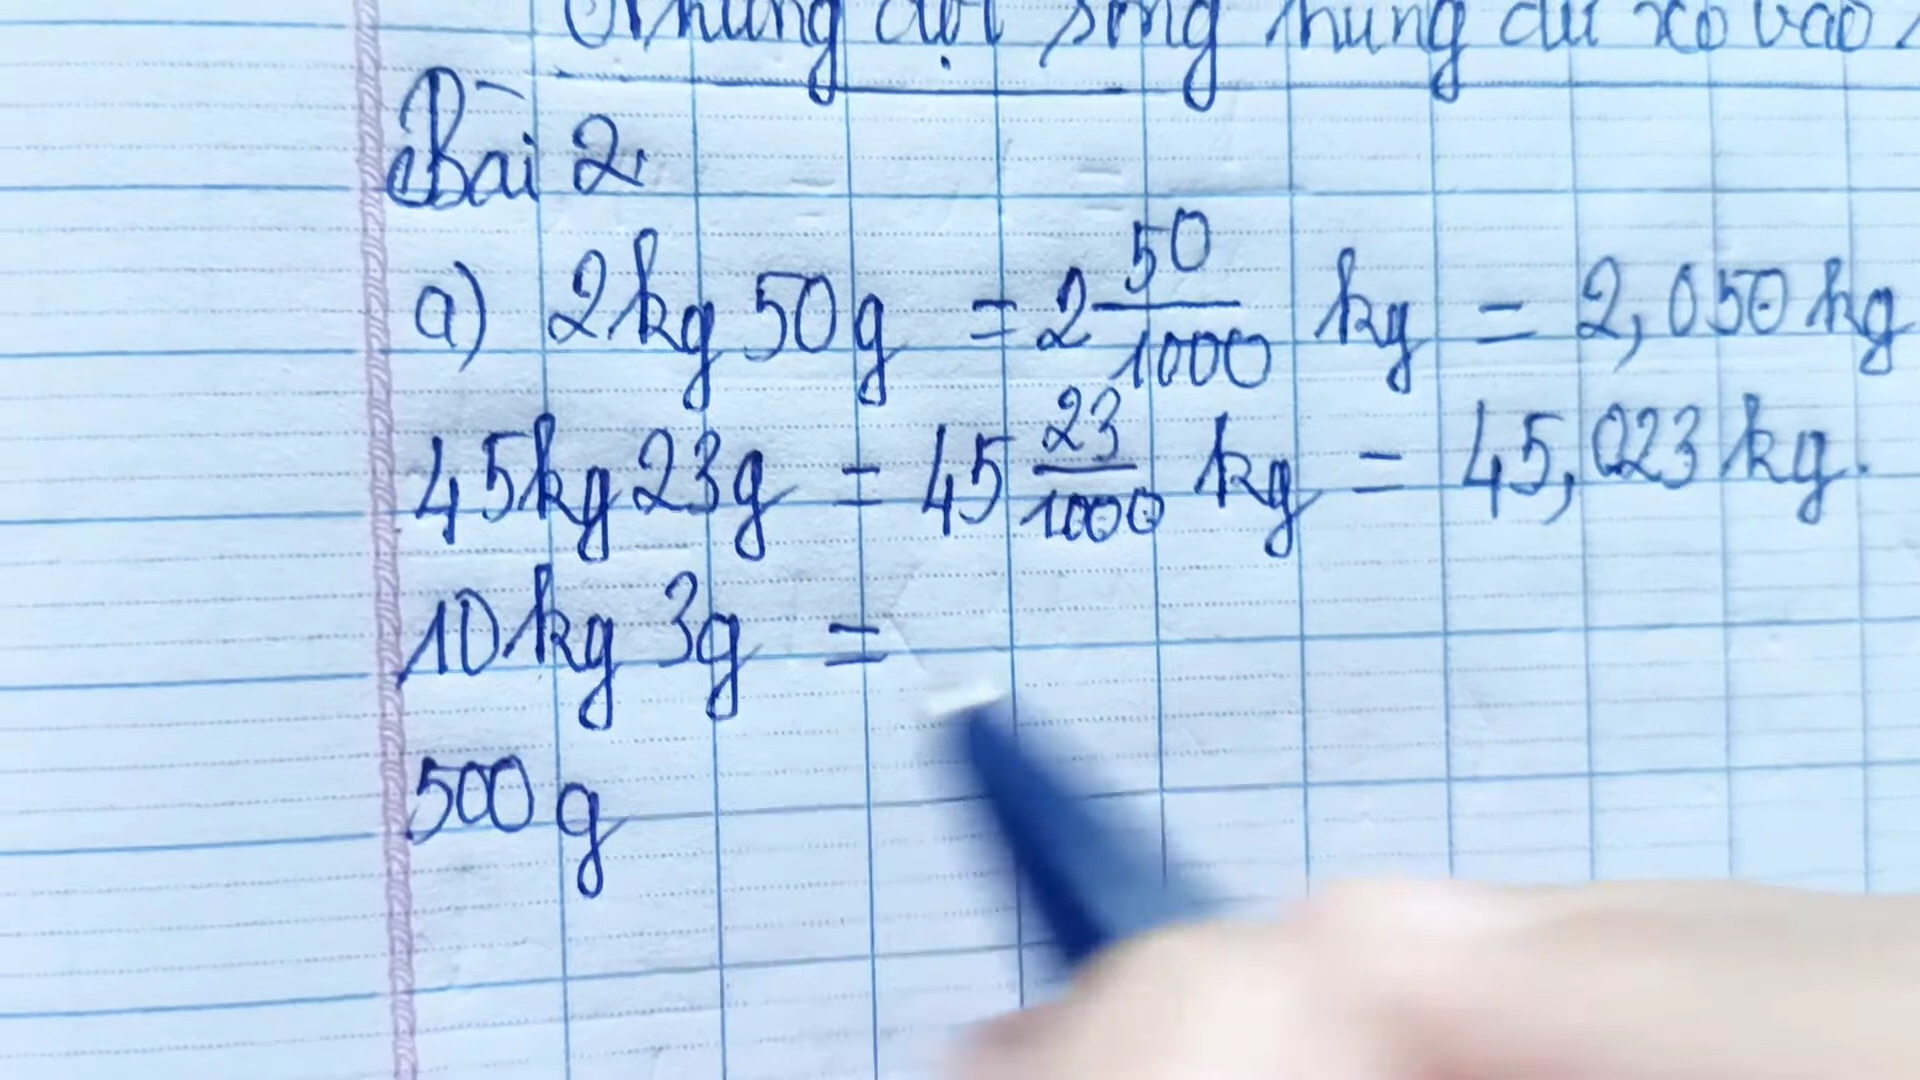 sóng
Bài 2.
a) 2kg 50g = 2 50/1000 kg = 2,050 kg
45kg 23g = 45 23/1000 kg = 45,023 kg.
10kg 3g =
500g